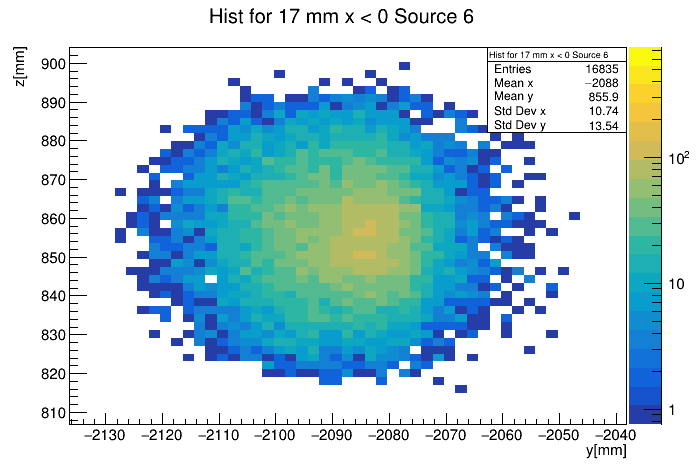 Hist for 17 mm x < 0 Source 6
z[mm]
Hist for 17 mm x < 0 Source 6
Entries 16835
Mean x −2088
Mean y 855.9
Std Dev x 10.74
Std Dev y 13.54
900
890
880
870
860
850
840
830
820
810
10²
10
1
−2130 −2120 −2110 −2100 −2090 −2080 −2070 −2060 −2050 −2040
y[mm]